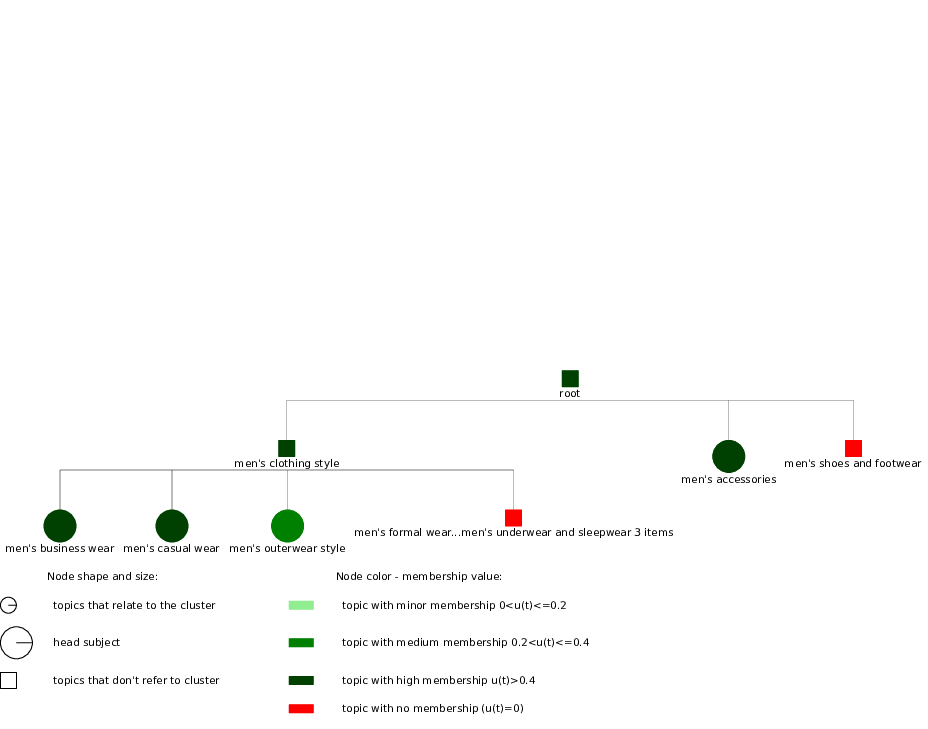 root
men's clothing style
men's shoes and footwear
men's accessories
men's formal wear...men's underwear and sleepwear 3 items
men's business wear
men's casual wear
men's outerwear style
Node shape and size:
Node color - membership value:
topics that relate to the cluster
topic with minor membership 0<u(t)<=0.2
head subject
topic with medium membership 0.2<u(t)<=0.4
topics that don't refer to cluster
topic with high membership u(t)>0.4
topic with no membership (u(t)=0)